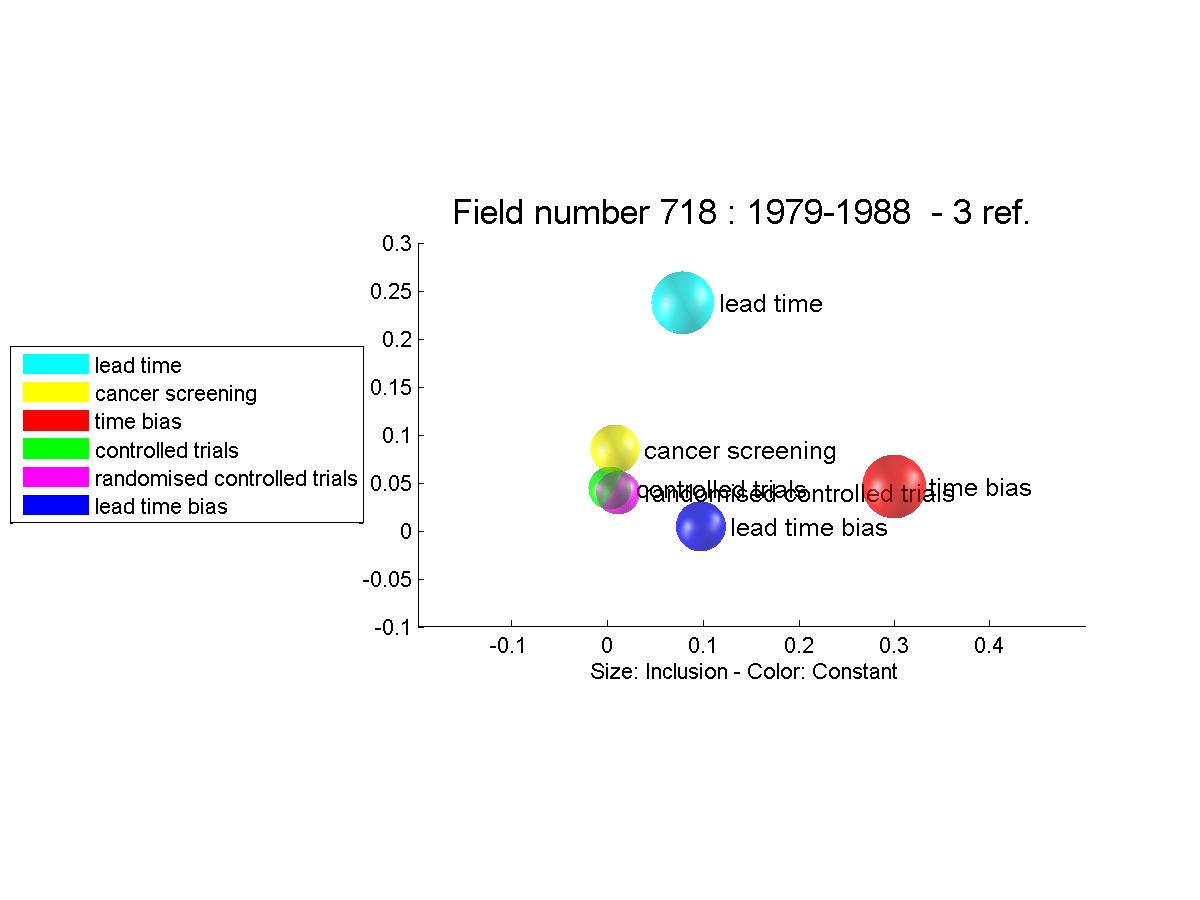 Field number 718 : 1979-1988  - 3 ref.
0.3
0.25
0.2
0.15
0.1
0.05
0
-0.05
-0.1
lead time
cancer screening
time bias
controlled trials
randomised controlled trials
lead time bias
lead time
cancer screening
controlled trials
randomised controlled trials
time bias
lead time bias
-0.1 0 0.1 0.2 0.3 0.4
Size: Inclusion - Color: Constant